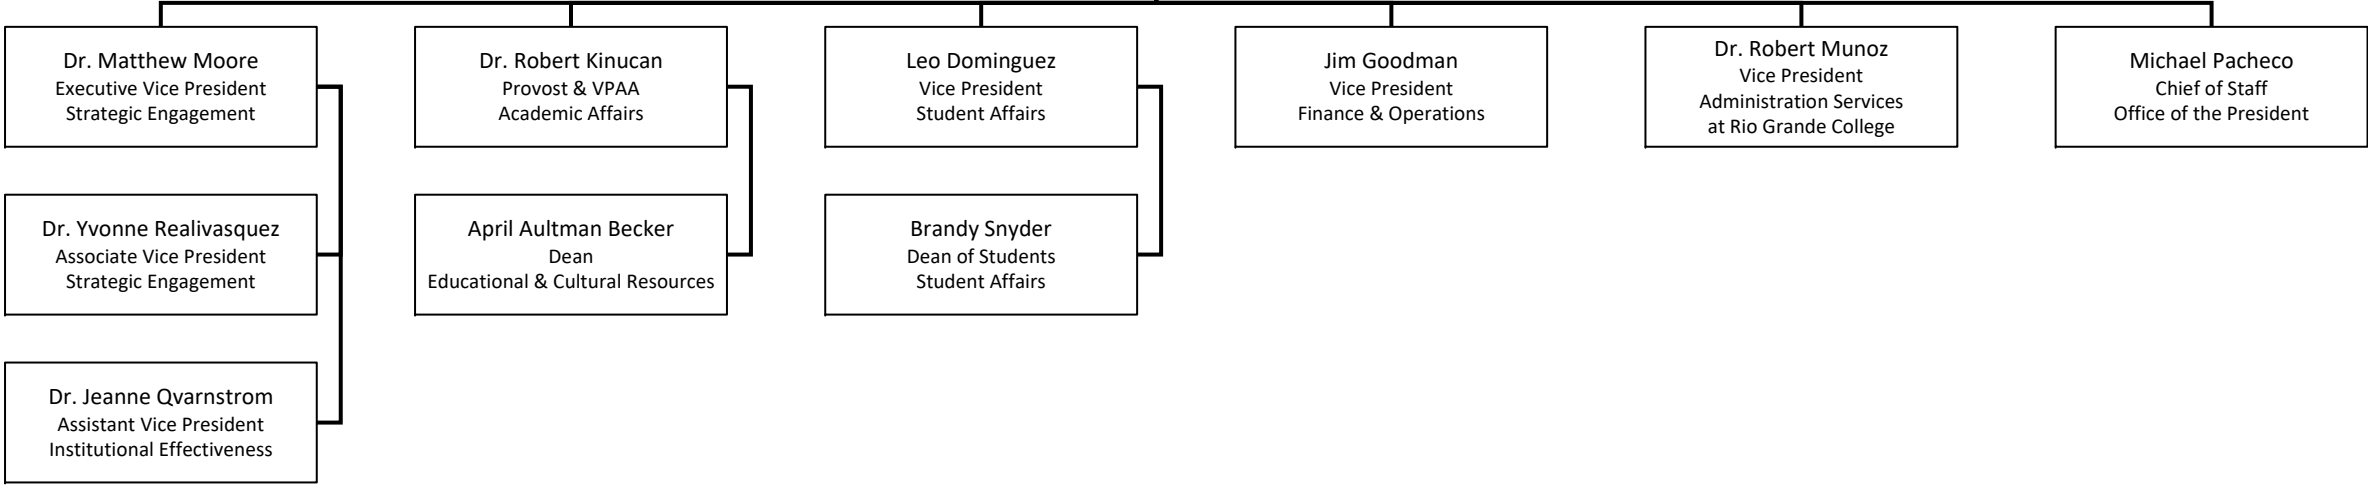 Dr. Matthew Moore
Executive Vice President
Strategic Engagement
Dr. Robert Kinucan
Provost & VPAA
Academic Affairs
Leo Dominguez
Vice President
Student Affairs
Jim Goodman
Vice President
Finance & Operations
Dr. Robert Munoz
Vice President
Administration Services
at Rio Grande College
Michael Pacheco
Chief of Staff
Office of the President
Dr. Yvonne Realivasquez
Associate Vice President
Strategic Engagement
April Aultman Becker
Dean
Educational & Cultural Resources
Brandy Snyder
Dean of Students
Student Affairs
Dr. Jeanne Qvarnstrom
Assistant Vice President
Institutional Effectiveness